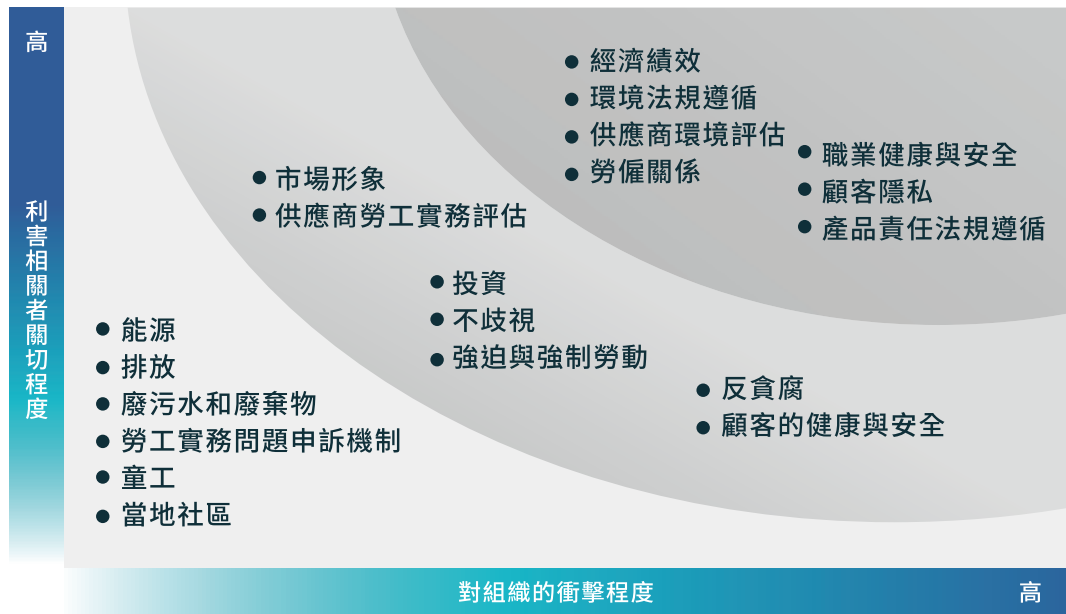 高
利害相關者關切程度
● 經濟績效
● 環境法規遵循
● 供應商環境評估
● 勞僱關係
● 職業健康與安全
● 顧客隱私
● 產品責任法規遵循
● 市場形象
● 供應商勞工實務評估
● 投資
● 不歧視
● 強迫與強制勞動
● 能源
● 排放
● 廢污水和廢棄物
● 勞工實務問題申訴機制
● 童工
● 當地社區
● 反貪腐
● 顧客的健康與安全
對組織的衝擊程度
高